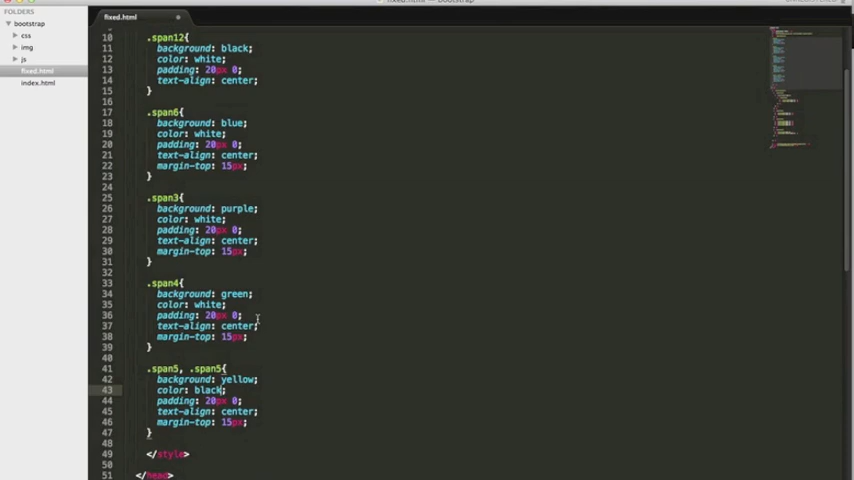 fixed.html — bootstrap
FOLDERS
bootstrap
css
img
js
fixed.html
index.html
fixed.html
10 .span12{
11 background: black;
12 color: white;
13 padding: 20px 0;
14 text-align: center;
15 }
16
17 .span6{
18 background: blue;
19 color: white;
20 padding: 20px 0;
21 text-align: center;
22 margin-top: 15px;
23 }
24
25 .span3{
26 background: purple;
27 color: white;
28 padding: 20px 0;
29 text-align: center;
30 margin-top: 15px;
31 }
32
33 .span4{
34 background: green;
35 color: white;
36 padding: 20px 0;
37 text-align: center;
38 margin-top: 15px;
39 }
40
41 .span5, .span5{
42 background: yellow;
43 color: black;
44 padding: 20px 0;
45 text-align: center;
46 margin-top: 15px;
47 }
48
49 </style>
50
51 </head>